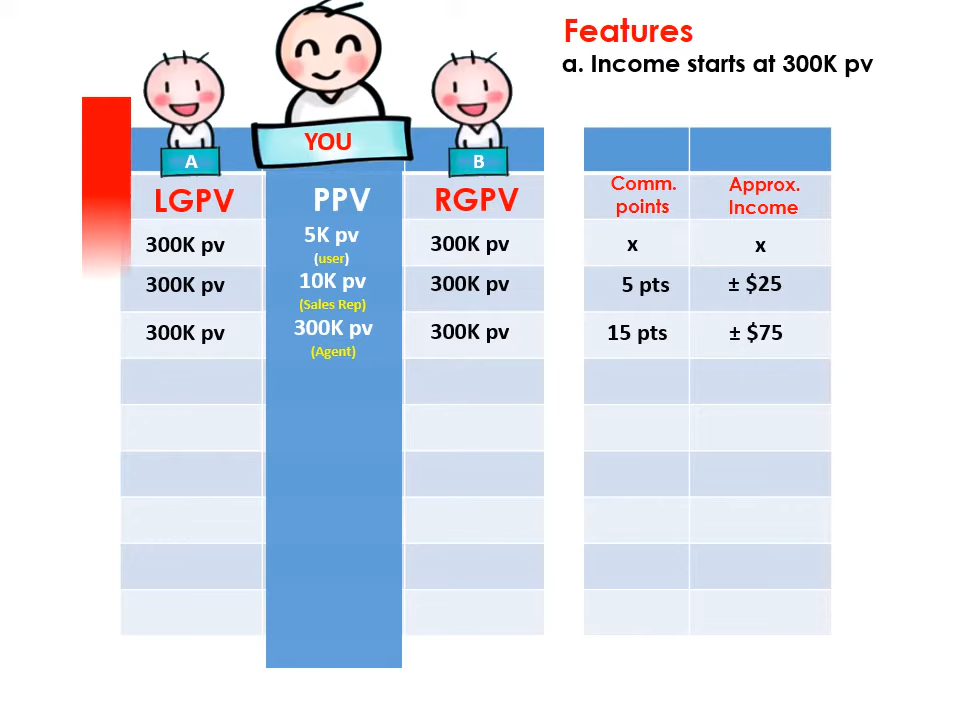 Features
a. Income starts at 300K pv
YOU
A
B
LGPV PPV RGPV Comm. points Approx. Income
300K pv 5K pv (user) 300K pv x x
300K pv 10K pv (Sales Rep) 300K pv 5 pts ± $25
300K pv 300K pv (Agent) 300K pv 15 pts ± $75